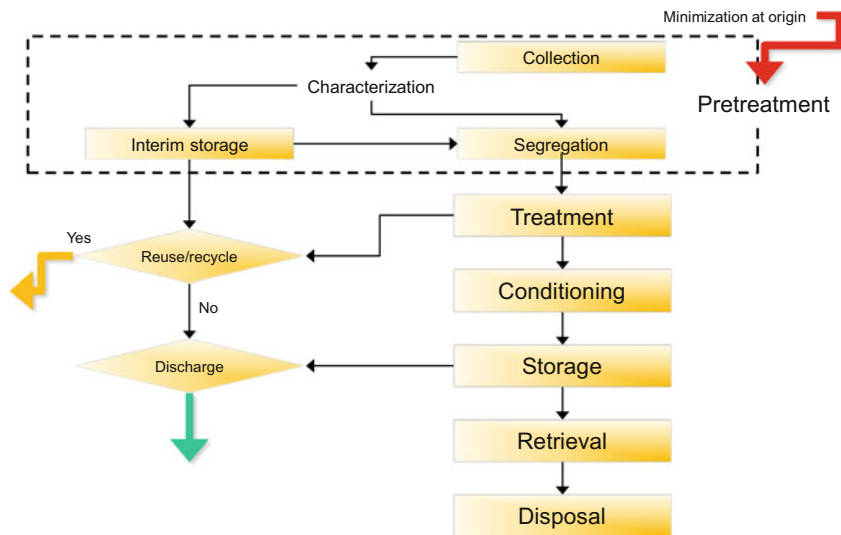 Minimization at origin
Collection
Characterization
Pretreatment
Interim storage
Segregation
Treatment
Yes
Reuse/recycle
Conditioning
No
Discharge
Storage
Retrieval
Disposal